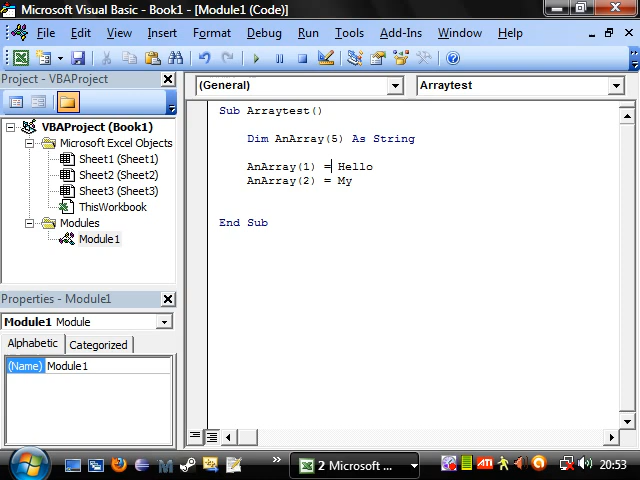 Microsoft Visual Basic - Book1 - [Module1 (Code)]
File Edit View Insert Format Debug Run Tools Add-Ins Window Help
Project - VBAProject
VBAProject (Book1)
Microsoft Excel Objects
Sheet1 (Sheet1)
Sheet2 (Sheet2)
Sheet3 (Sheet3)
ThisWorkbook
Modules
Module1
Properties - Module1
Module1 Module
Alphabetic Categorized
(Name) Module1
(General) Arraytest
Sub Arraytest()
Dim AnArray(5) As String
AnArray(1) = Hello
AnArray(2) = My
End Sub
2 Microsoft ...
ATI
20:53